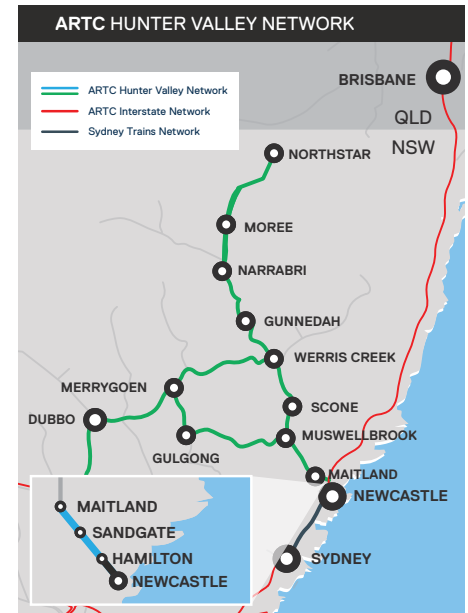 ARTC HUNTER VALLEY NETWORK
BRISBANE
ARTC Hunter Valley Network
ARTC Interstate Network
Sydney Trains Network
QLD
NSW
NORTHSTAR
MOREE
NARRABRI
GUNNEDAH
WERRIS CREEK
MERRYGOEN
SCONE
DUBBO
MUSWELLBROOK
GULGONG
MAITLAND
NEWCASTLE
MAITLAND
SANDGATE
HAMILTON
NEWCASTLE
SYDNEY